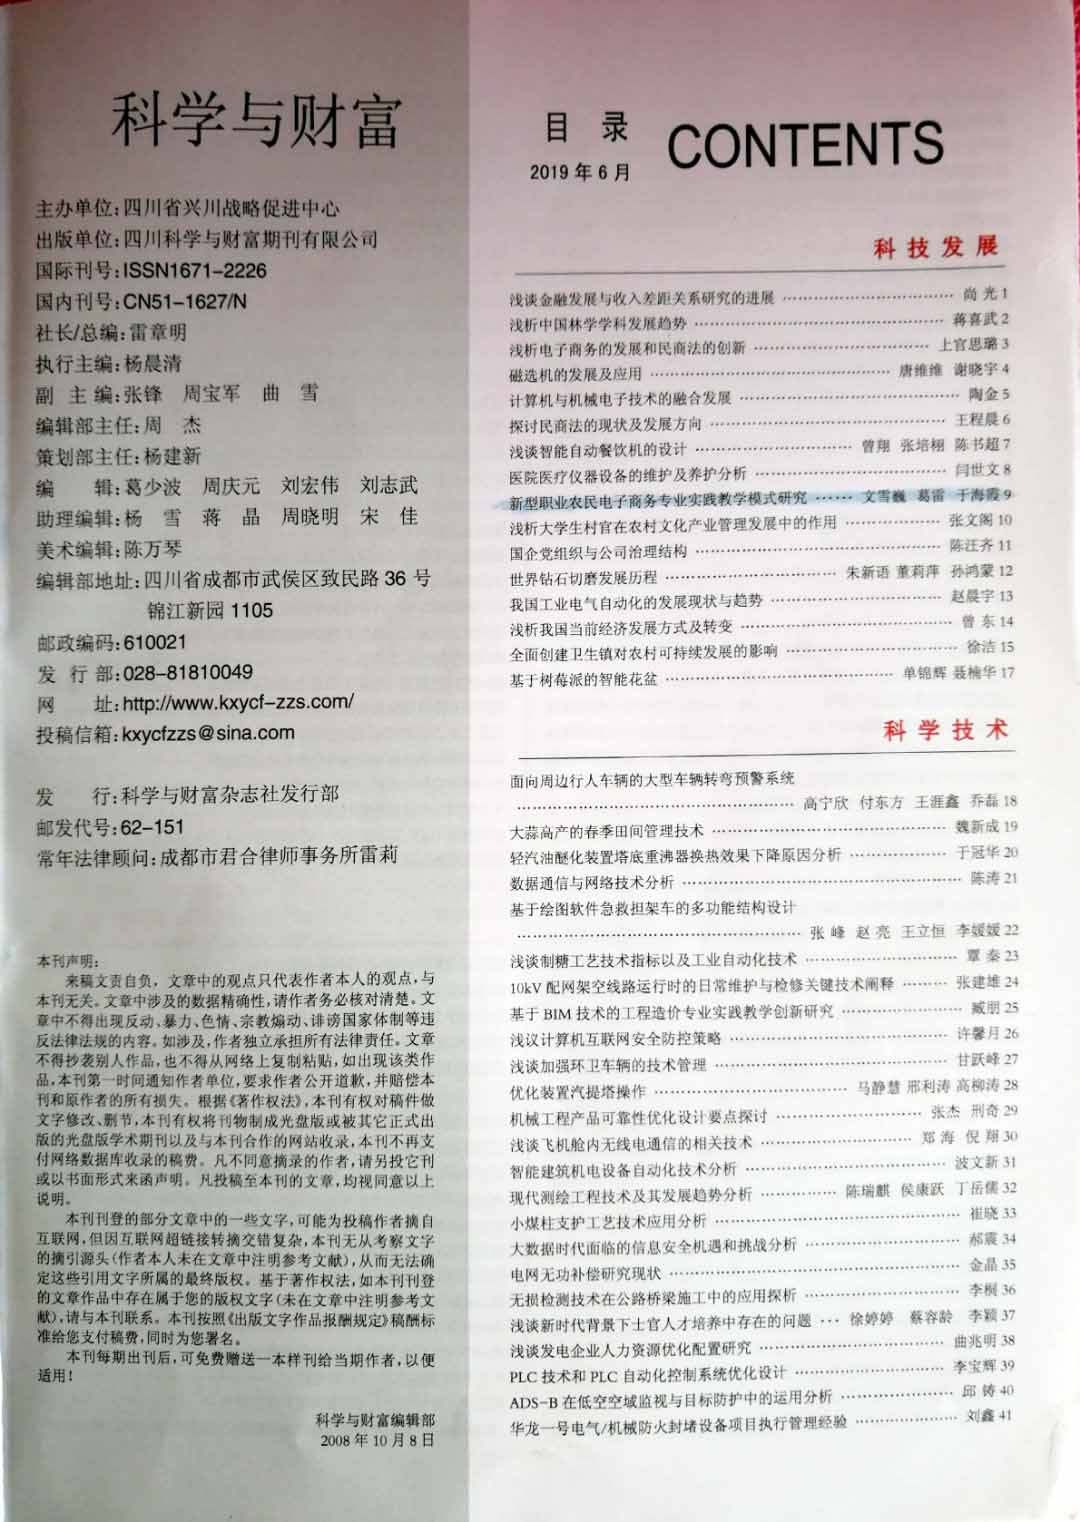 科学与财富
主办单位:四川省兴川战略促进中心
出版单位:四川科学与财富期刊有限公司
国际刊号:ISSN1671-2226
国内刊号:CN51-1627/N
社长/总编:雷章明
执行主编:杨晨清
副 主 编:张锋 周宝军 曲 雪
编辑部主任:周 杰
策划部主任:杨建新
编 辑:葛少波 周庆元 刘宏伟 刘志武
助理编辑:杨 雪 蒋 晶 周晓明 宋 佳
美术编辑:陈万琴
编辑部地址:四川省成都市武侯区致民路 36 号
锦江新园 1105
邮政编码:610021
发 行 部:028-81810049
网 址:http://www.kxycf-zzs.com/
投稿信箱:kxycfzzs@sina.com
发 行:科学与财富杂志社发行部
邮发代号:62-151
常年法律顾问:成都市君合律师事务所雷莉
本刊声明:
来稿文责自负，文章中的观点只代表作者本人的观点,与
本刊无关。文章中涉及的数据精确性,请作者务必核对清楚。文
章中不得出现反动、暴力、色情、宗教煽动、诽谤国家体制等违
反法律法规的内容。如涉及,作者独立承担所有法律责任。文章
不得抄袭别人作品,也不得从网络上复制粘贴,如出现该类作
品,本刊第一时间通知作者单位,要求作者公开道歉,并赔偿本
刊和原作者的所有损失。根据《著作权法》,本刊有权对稿件做
文字修改、删节,本刊有权将刊物制成光盘版或被其它正式出
版的光盘版学术期刊以及与本刊合作的网站收录,本刊不再支
付网络数据库收录的稿费。凡不同意摘录的作者,请另投它刊
或以书面形式来函声明。凡投稿至本刊的文章,均视同意以上
说明。
本刊刊登的部分文章中的一些文字,可能为投稿作者摘自
互联网,但因互联网超链接转摘交错复杂,本刊无从考察文字
的摘引源头(作者本人未在文章中注明参考文献),从而无法确
定这些引用文字所属的最终版权。基于著作权法,如本刊刊登
的文章作品中存在属于您的版权文字(未在文章中注明参考文
献),请与本刊联系。本刊按照《出版文字作品报酬规定》稿酬标
准给您支付稿费,同时为您署名。
本刊每期出刊后,可免费赠送一本样刊给当期作者,以便
适用!
科学与财富编辑部
2008 年 10 月 8 日
目 录 CONTENTS
2019 年 6 月
科技发展
浅谈金融发展与收入差距关系研究的进展 …… 尚 光 1
浅析中国林学学科发展趋势 …… 蒋喜武 2
浅析电子商务的发展和民商法的创新 …… 上官思璐 3
磁选机的发展及应用 …… 唐维维 谢晓宇 4
计算机与机械电子技术的融合发展 …… 陶金 5
探讨民商法的现状及发展方向 …… 王程晨 6
浅谈智能自动餐饮机的设计 …… 曾翔 张培栩 陈书超 7
医院医疗仪器设备的维护及养护分析 …… 闫世文 8
新型职业农民电子商务专业实践教学模式研究 …… 文雪巍 葛雷 于海霞 9
浅析大学生村官在农村文化产业管理发展中的作用 …… 张文阁 10
国企党组织与公司治理结构 …… 陈汪齐 11
世界钻石切磨发展历程 …… 朱新语 董莉萍 孙鸿蒙 12
我国工业电气自动化的发展现状与趋势 …… 赵晨宇 13
浅析我国当前经济发展方式及转变 …… 曾 东 14
全面创建卫生镇对农村可持续发展的影响 …… 徐洁 15
基于树莓派的智能花盆 …… 单锦辉 聂楠华 17
科学技术
面向周边行人车辆的大型车辆转弯预警系统
…… 高宁欣 付东方 王涯鑫 乔磊 18
大蒜高产的春季田间管理技术 …… 魏新成 19
轻汽油醚化装置塔底重沸器换热效果下降原因分析 …… 于冠华 20
数据通信与网络技术分析 …… 陈涛 21
基于绘图软件急救担架车的多功能结构设计
…… 张 峰 赵 亮 王立恒 李媛媛 22
浅谈制糖工艺技术指标以及工业自动化技术 …… 覃 秦 23
10kV 配网架空线路运行时的日常维护与检修关键技术阐释 …… 张建雄 24
基于 BIM 技术的工程造价专业实践教学创新研究 …… 臧朋 25
浅议计算机互联网安全防控策略 …… 许馨月 26
浅谈加强环卫车辆的技术管理 …… 甘跃峰 27
优化装置汽提塔操作 …… 马静慧 邢利涛 高柳涛 28
机械工程产品可靠性优化设计要点探讨 …… 张杰 荆奇 29
浅谈飞机舱内无线电通信的相关技术 …… 郑 海 倪 翔 30
智能建筑机电设备自动化技术分析 …… 波文新 31
现代测绘工程技术及其发展趋势分析 …… 陈瑞麒 侯康跃 丁岳儒 32
小煤柱支护工艺技术应用分析 …… 崔晓 33
大数据时代面临的信息安全机遇和挑战分析 …… 郝震 34
电网无功补偿研究现状 …… 金晶 35
无损检测技术在公路桥梁施工中的应用探析 …… 李桐 36
浅谈新时代背景下士官人才培养中存在的问题 … 徐婷婷 蔡容龄 李颖 37
浅谈发电企业人力资源优化配置研究 …… 曲兆明 38
PLC 技术和 PLC 自动化控制系统优化设计 …… 李宝辉 39
ADS-B 在低空空域监视与目标防护中的运用分析 …… 邱 铸 40
华龙一号电气/机械防火封堵设备项目执行管理经验 …… 刘鑫 41